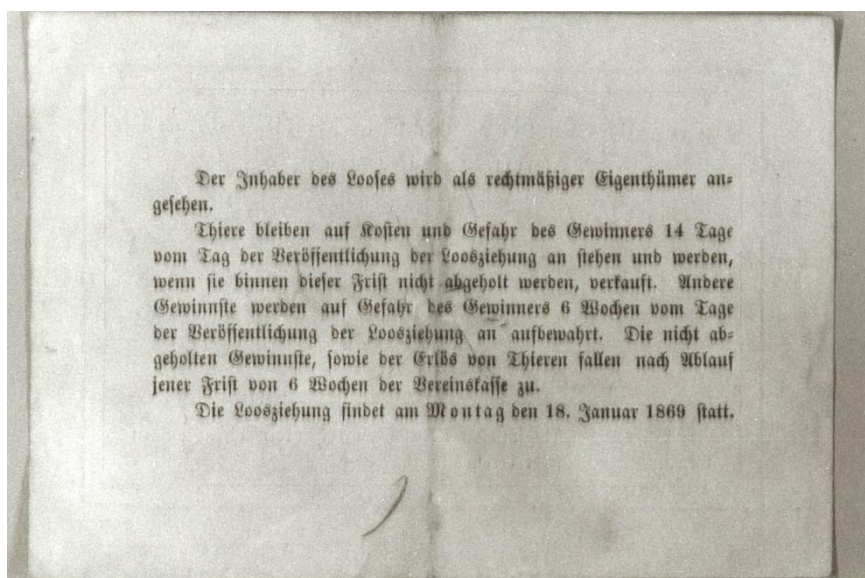 Der Inhaber des Looses wird als rechtmäßiger Eigenthümer an-
gesehen.
Thiere bleiben auf Kosten und Gefahr des Gewinners 14 Tage
vom Tag der Veröffentlichung der Loosziehung an stehen und werden,
wenn sie binnen dieser Frist nicht abgeholt werden, verkauft. Andere
Gewinnste werden auf Gefahr des Gewinners 6 Wochen vom Tage
der Veröffentlichung der Loosziehung an aufbewahrt. Die nicht ab-
geholten Gewinnste, sowie der Erlös von Thieren fallen nach Ablauf
jener Frist von 6 Wochen der Vereinskasse zu.
Die Loosziehung findet am Montag den 18. Januar 1869 statt.